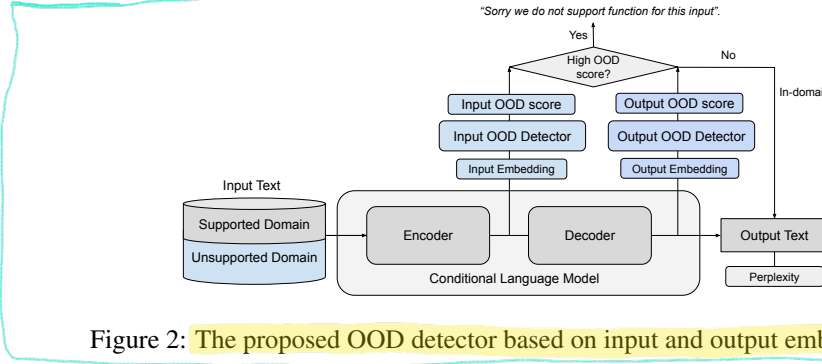 "Sorry we do not support function for this input".
Yes
High OOD
score?
No
In-domai
Input OOD score
Output OOD score
Input OOD Detector
Output OOD Detector
Input Embedding
Output Embedding
Input Text
Supported Domain
Unsupported Domain
Encoder
Decoder
Output Text
Conditional Language Model
Perplexity
Figure 2: The proposed OOD detector based on input and output emb